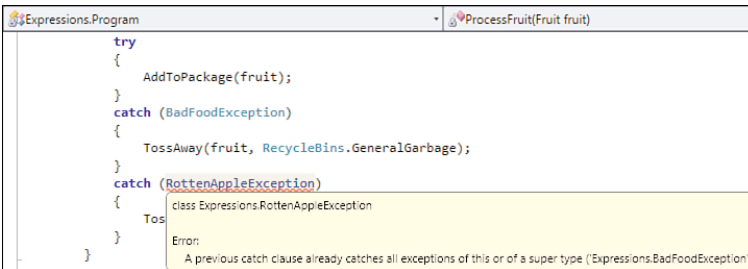 Expressions.Program
ProcessFruit(Fruit fruit)
try
{
AddToPackage(fruit);
}
catch (BadFoodException)
{
TossAway(fruit, RecycleBins.GeneralGarbage);
}
catch (RottenAppleException)
{
class Expressions.RottenAppleException
Tos
}
Error:
A previous catch clause already catches all exceptions of this or of a super type ('Expressions.BadFoodException'
}